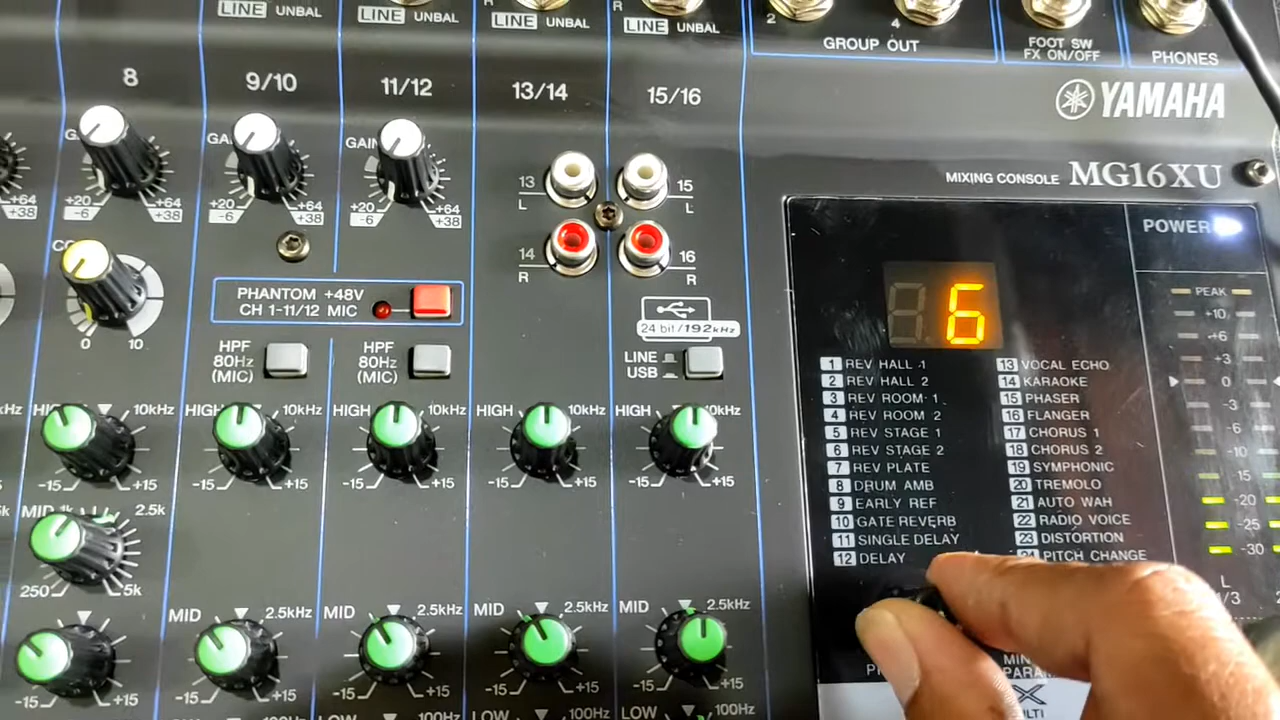 LINE UNBAL
LINE UNBAL
R LINE UNBAL
R LINE UNBAL
2 4
GROUP OUT
FOOT SW
FX ON/OFF
PHONES
8
9/10
11/12
13/14
15/16
YAMAHA
MIXING CONSOLE MG16XU
GAIN
+64
-6 +38
-20
-6 +64
+38
-20
-6 +64
+38
13
L
15
L
14
R
16
R
0 10
PHANTOM +48V
CH 1-11/12 MIC
24 bit/192kHz
HPF
80Hz
(MIC)
HPF
80Hz
(MIC)
LINE
USB
POWER
6
PEAK
+10
+6
+3
0
-3
-6
-10
-15
-20
-25
-30
L
1 REV HALL 1
2 REV HALL 2
3 REV ROOM 1
4 REV ROOM 2
5 REV STAGE 1
6 REV STAGE 2
7 REV PLATE
8 DRUM AMB
9 EARLY REF
10 GATE REVERB
11 SINGLE DELAY
12 DELAY
13 VOCAL ECHO
14 KARAOKE
15 PHASER
16 FLANGER
17 CHORUS 1
18 CHORUS 2
19 SYMPHONIC
20 TREMOLO
21 AUTO WAH
22 RADIO VOICE
23 DISTORTION
24 PITCH CHANGE
10kHz
HIGH 10kHz
HIGH 10kHz
HIGH 10kHz
HIGH
-15 +15
-15 +15
-15 +15
-15 +15
-15 +15
MID 2.5k
250 5k
MID 2.5kHz
MID 2.5kHz
MID 2.5kHz
MID 2.5kHz
-15 +15
-15 +15
-15 +15
-15 +15
-15 +15
LOW 100Hz
LOW 100Hz
LOW 100Hz